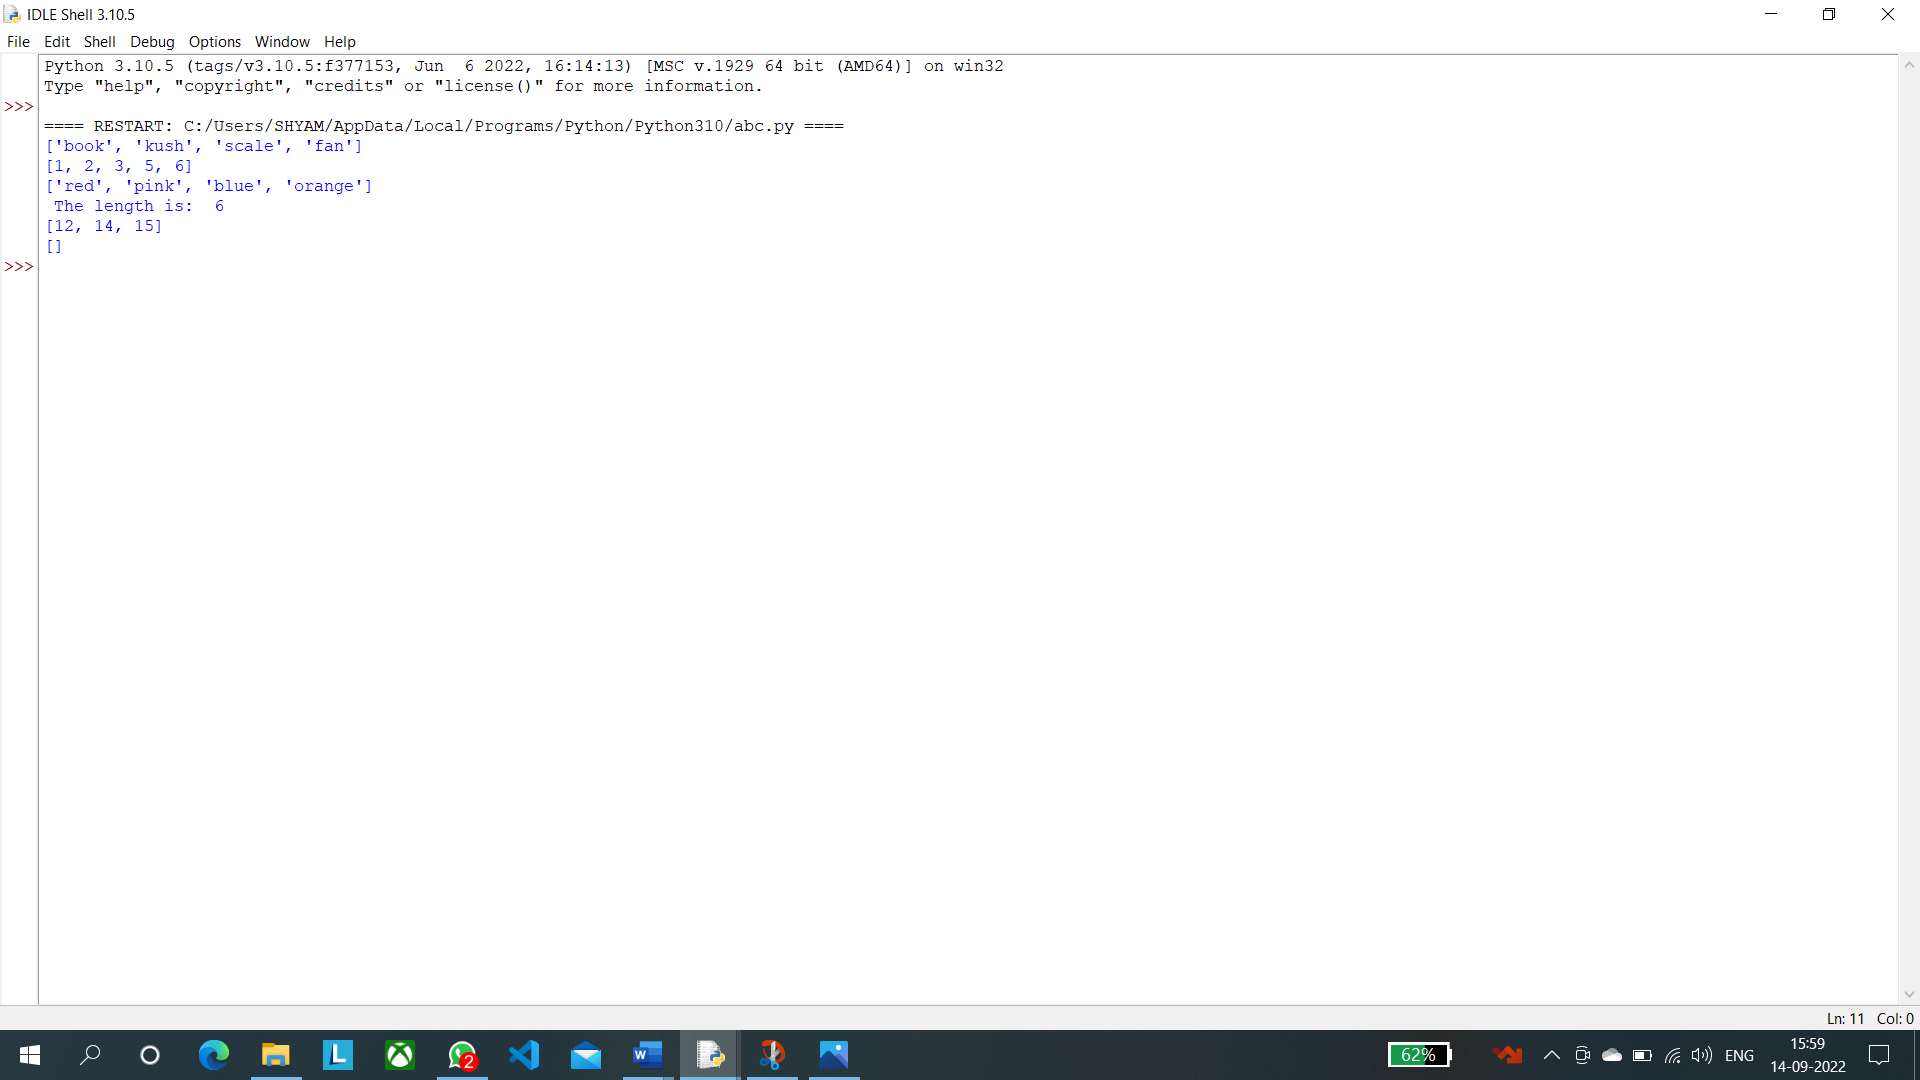 IDLE Shell 3.10.5
File Edit Shell Debug Options Window Help
Python 3.10.5 (tags/v3.10.5:f377153, Jun  6 2022, 16:14:13) [MSC v.1929 64 bit (AMD64)] on win32
Type "help", "copyright", "credits" or "license()" for more information.
>>>
==== RESTART: C:/Users/SHYAM/AppData/Local/Programs/Python/Python310/abc.py ====
['book', 'kush', 'scale', 'fan']
[1, 2, 3, 5, 6]
['red', 'pink', 'blue', 'orange']
 The length is:  6
[12, 14, 15]
[]
>>>
Ln: 11 Col: 0
L
2
W
62%
ENG
15:59
14-09-2022